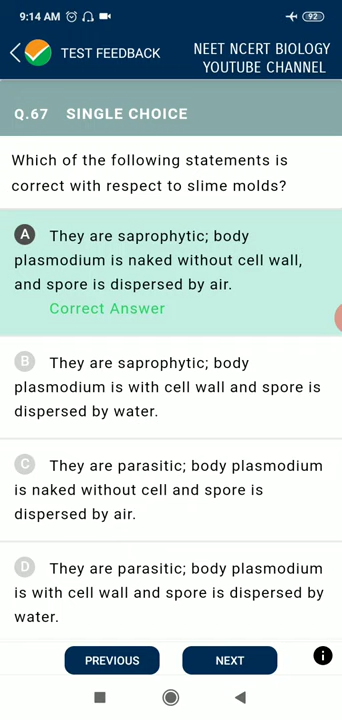 9:14 AM
92
TEST FEEDBACK
NEET NCERT BIOLOGY
YOUTUBE CHANNEL
Q.67 SINGLE CHOICE
Which of the following statements is
correct with respect to slime molds?
A They are saprophytic; body
plasmodium is naked without cell wall,
and spore is dispersed by air.
Correct Answer
B They are saprophytic; body
plasmodium is with cell wall and spore is
dispersed by water.
C They are parasitic; body plasmodium
is naked without cell and spore is
dispersed by air.
D They are parasitic; body plasmodium
is with cell wall and spore is dispersed by
water.
PREVIOUS
NEXT
i